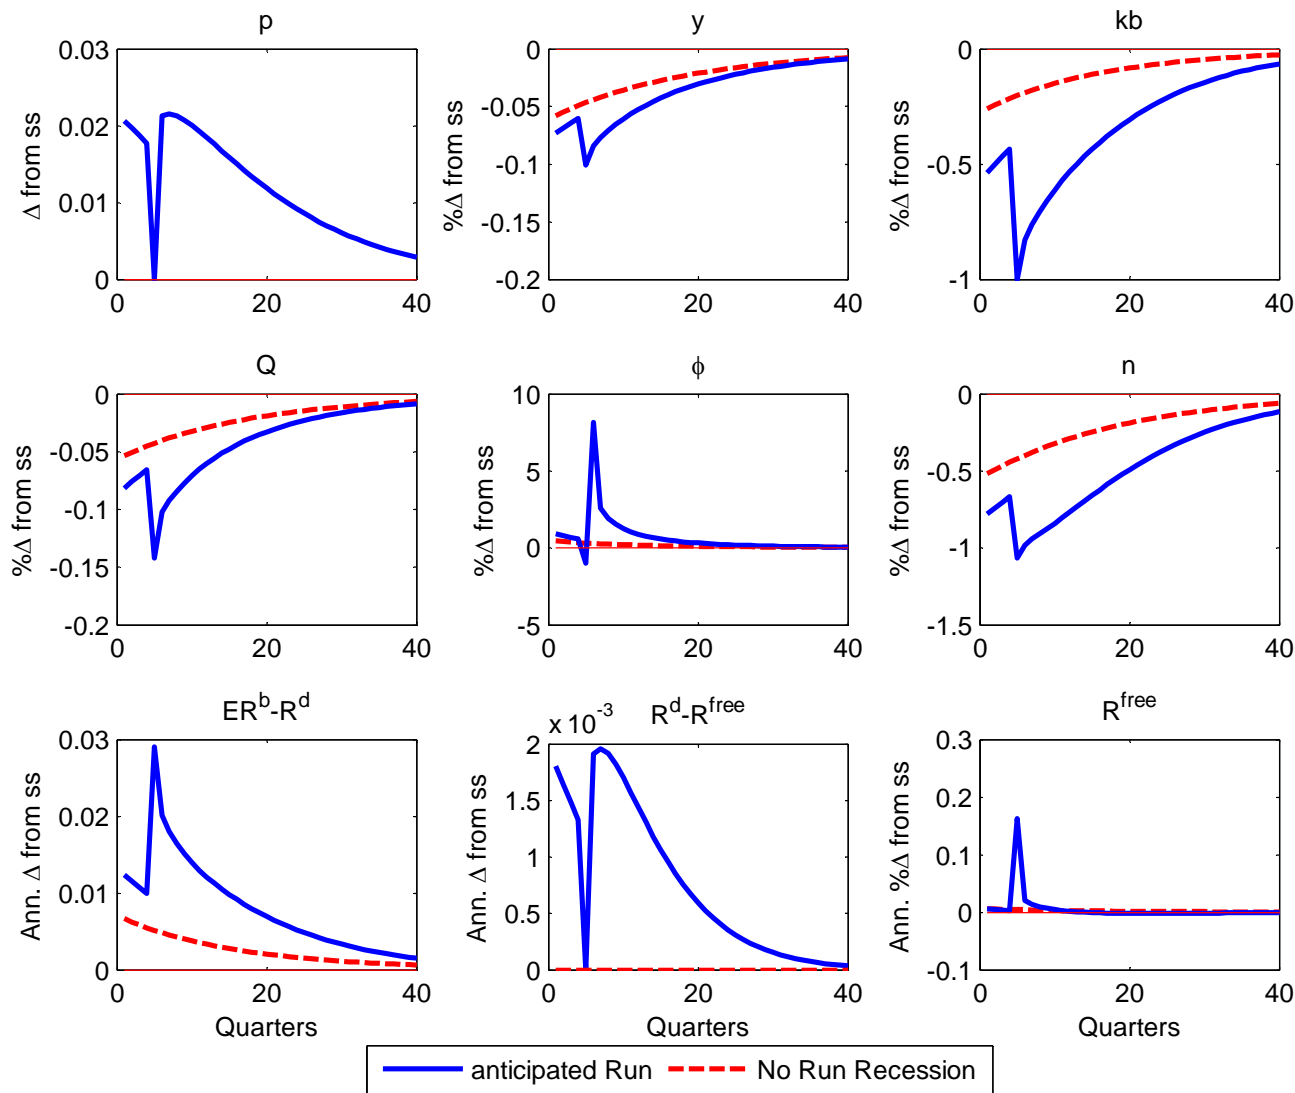 p
y
kb
Δ from ss
0.03
0.02
0.01
0
0
20
40
%Δ from ss
0
-0.05
-0.1
-0.15
-0.2
0
20
40
%Δ from ss
0
-0.5
-1
0
20
40
Q
ϕ
n
%Δ from ss
0
-0.05
-0.1
-0.15
-0.2
0
20
40
%Δ from ss
10
5
0
-5
0
20
40
%Δ from ss
0
-0.5
-1
-1.5
0
20
40
ER^b-R^d
x 10^-3
R^d-R^free
R^free
Ann. Δ from ss
0.03
0.02
0.01
0
0
20
40
Quarters
Ann. Δ from ss
2
1.5
1
0.5
0
0
20
40
Quarters
Ann. %Δ from ss
0.3
0.2
0.1
0
-0.1
0
20
40
Quarters
anticipated Run
No Run Recession